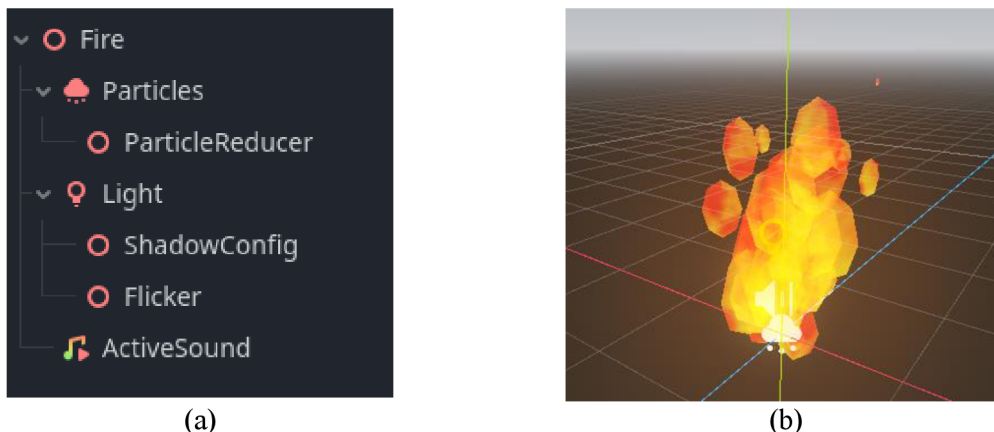 Fire
Particles
ParticleReducer
Light
ShadowConfig
Flicker
ActiveSound
(a)
(b)